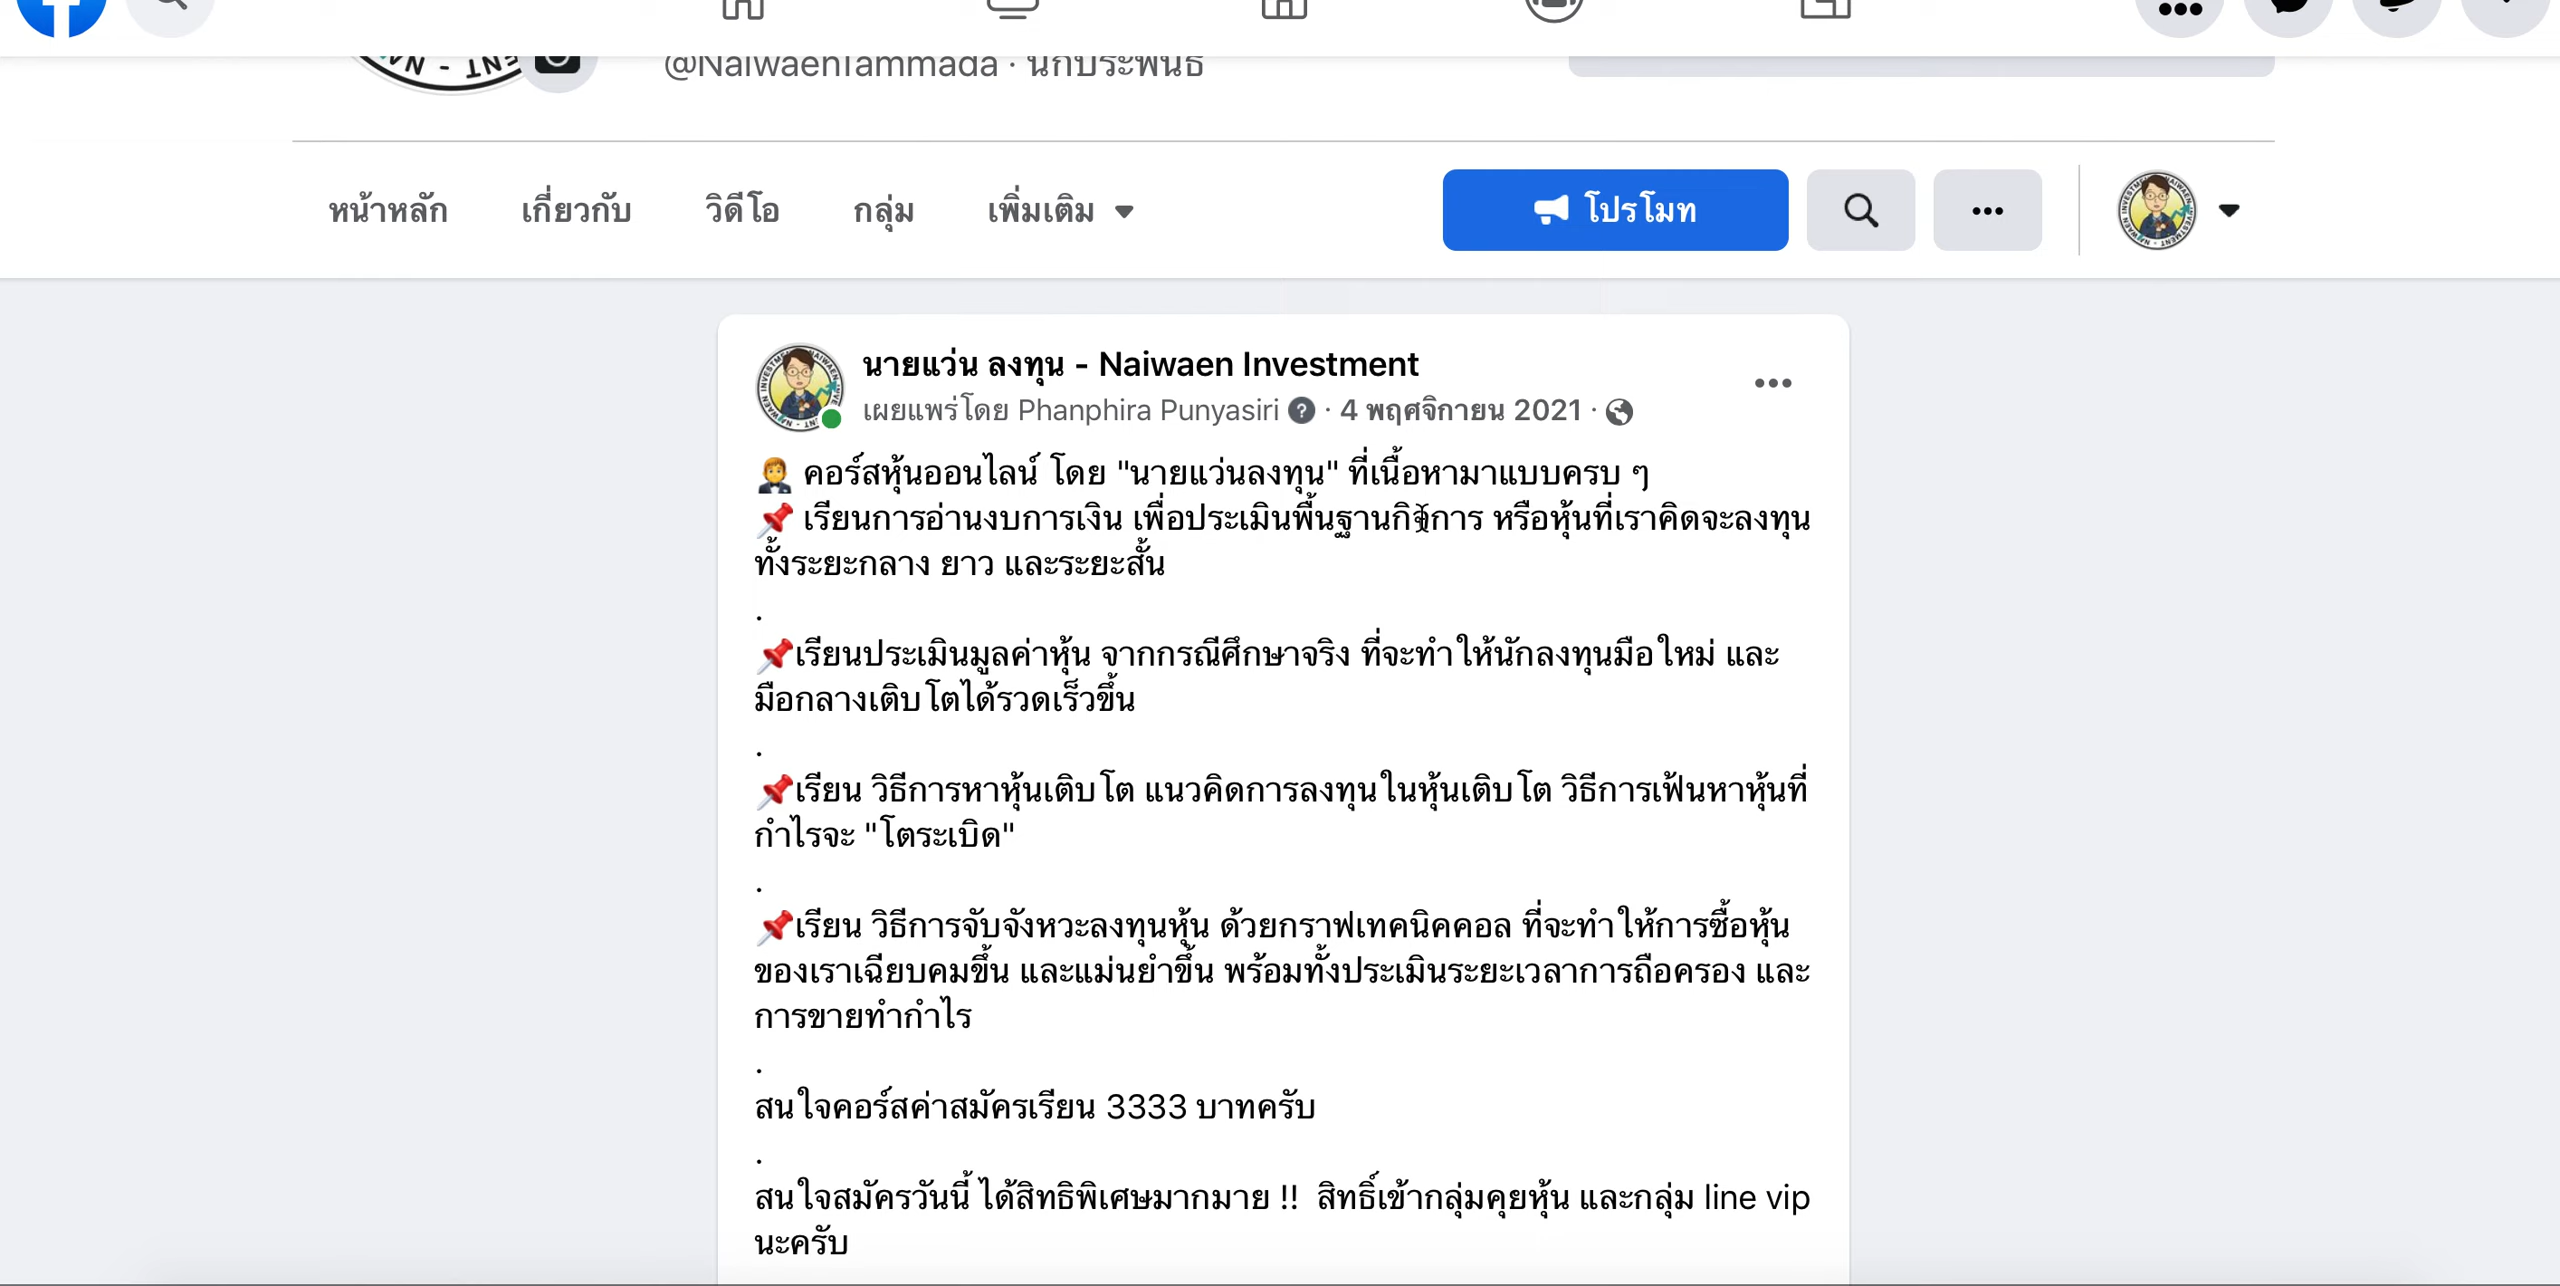 @NaiwaenTammada · นักประพันธ์
หน้าหลัก
เกี่ยวกับ
วิดีโอ
กลุ่ม
เพิ่มเติม
โปรโมท
นายแว่น ลงทุน - Naiwaen Investment
เผยแพร่โดย Phanphira Punyasiri · 4 พฤศจิกายน 2021 ·
คอร์สหุ้นออนไลน์ โดย "นายแว่นลงทุน" ที่เนื้อหามาแบบครบ ๆ
เรียนการอ่านงบการเงิน เพื่อประเมินพื้นฐานกิจการ หรือหุ้นที่เราคิดจะลงทุน
ทั้งระยะกลาง ยาว และระยะสั้น
.
เรียนประเมินมูลค่าหุ้น จากกรณีศึกษาจริง ที่จะทำให้นักลงทุนมือใหม่ และ
มือกลางเติบโตได้รวดเร็วขึ้น
.
เรียน วิธีการหาหุ้นเติบโต แนวคิดการลงทุนในหุ้นเติบโต วิธีการเฟ้นหาหุ้นที่
กำไรจะ "โตระเบิด"
.
เรียน วิธีการจับจังหวะลงทุนหุ้น ด้วยกราฟเทคนิคคอล ที่จะทำให้การซื้อหุ้น
ของเราเฉียบคมขึ้น และแม่นยำขึ้น พร้อมทั้งประเมินระยะเวลาการถือครอง และ
การขายทำกำไร
.
สนใจคอร์สค่าสมัครเรียน 3333 บาทครับ
.
สนใจสมัครวันนี้ ได้สิทธิพิเศษมากมาย !! สิทธิ์เข้ากลุ่มคุยหุ้น และกลุ่ม line vip
นะครับ